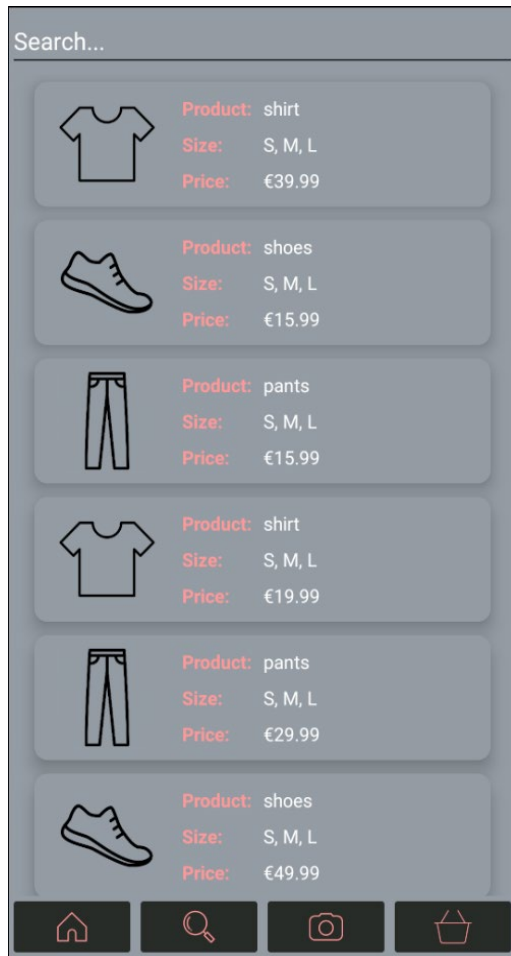 Search...
Product: shirt
Size: S, M, L
Price: €39.99
Product: shoes
Size: S, M, L
Price: €15.99
Product: pants
Size: S, M, L
Price: €15.99
Product: shirt
Size: S, M, L
Price: €19.99
Product: pants
Size: S, M, L
Price: €29.99
Product: shoes
Size: S, M, L
Price: €49.99